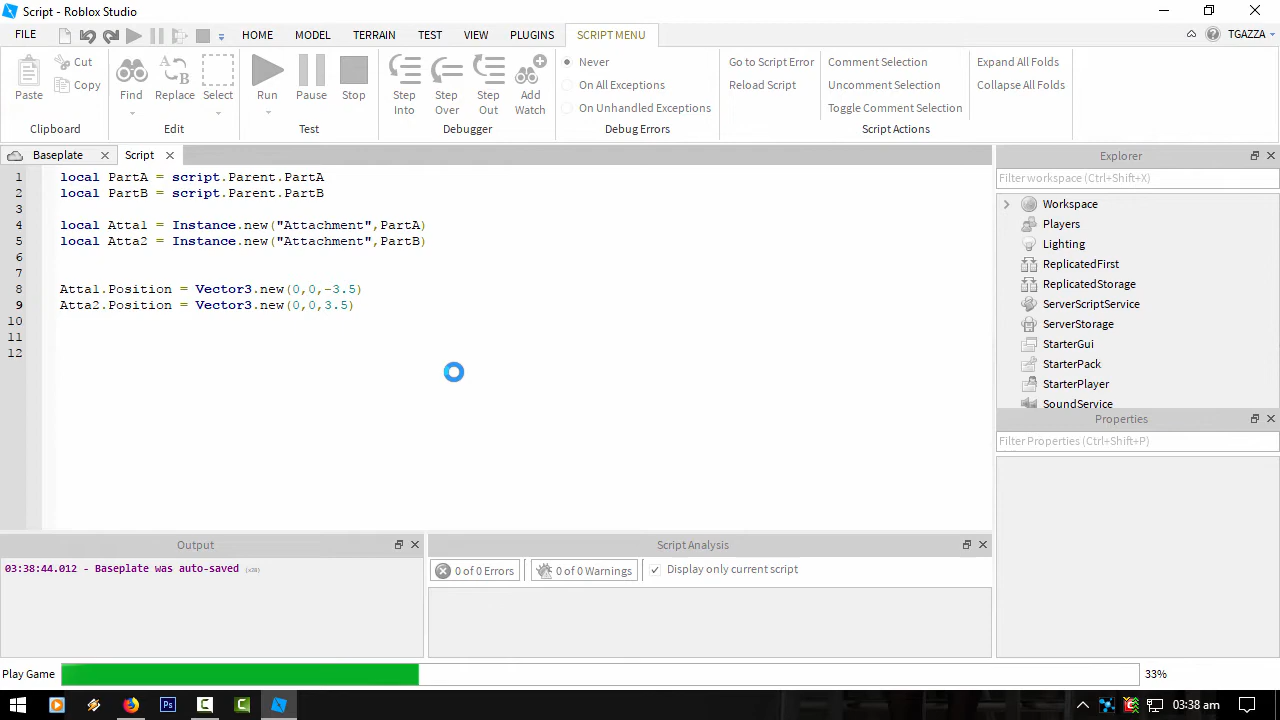 Script - Roblox Studio
FILE
HOME
MODEL
TERRAIN
TEST
VIEW
PLUGINS
SCRIPT MENU
TGAZZA
Paste
Cut
Copy
Clipboard
Find
Replace
Select
Edit
Run
Pause
Stop
Test
Step Into
Step Over
Step Out
Add Watch
Debugger
Never
On All Exceptions
On Unhandled Exceptions
Debug Errors
Go to Script Error
Reload Script
Comment Selection
Uncomment Selection
Toggle Comment Selection
Expand All Folds
Collapse All Folds
Script Actions
Baseplate
Script
1 local PartA = script.Parent.PartA
2 local PartB = script.Parent.PartB
3
4 local Atta1 = Instance.new("Attachment",PartA)
5 local Atta2 = Instance.new("Attachment",PartB)
6
7
8 Atta1.Position = Vector3.new(0,0,-3.5)
9 Atta2.Position = Vector3.new(0,0,3.5)
10
11
12
Explorer
Filter workspace (Ctrl+Shift+X)
Workspace
Players
Lighting
ReplicatedFirst
ReplicatedStorage
ServerScriptService
ServerStorage
StarterGui
StarterPack
StarterPlayer
SoundService
Properties
Filter Properties (Ctrl+Shift+P)
Output
03:38:44.012 - Baseplate was auto-saved
Script Analysis
0 of 0 Errors
0 of 0 Warnings
Display only current script
Play Game
33%
Ps
03:38 am